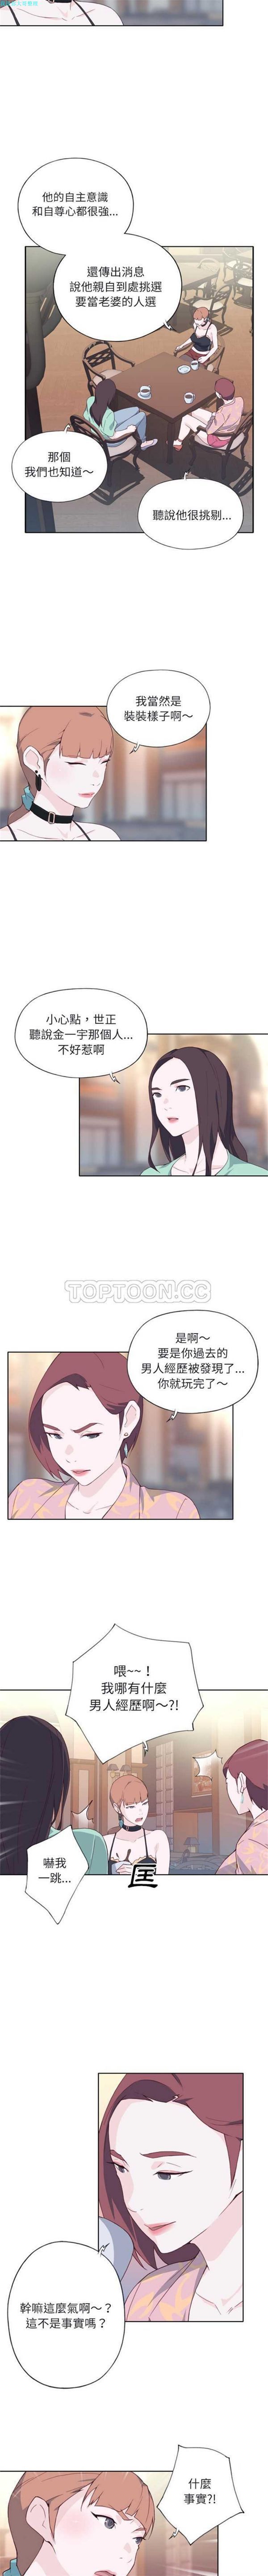 他的自主意識
和自尊心都很強...
還傳出消息
說他親自到處挑選
要當老婆的人選
那個
我們也知道～
聽說他很挑剔...
我當然是
裝裝樣子啊～
小心點，世正
聽說金一宇那個人...
不好惹啊
TOPTOON.CC
是啊～
要是你過去的
男人經歷被發現了...
你就玩完了～
喂~~！
我哪有什麼
男人經歷啊～?!
嚇我
一跳...
匡
幹嘛這麼氣啊～？
這不是事實嗎？
什麼
事實?!